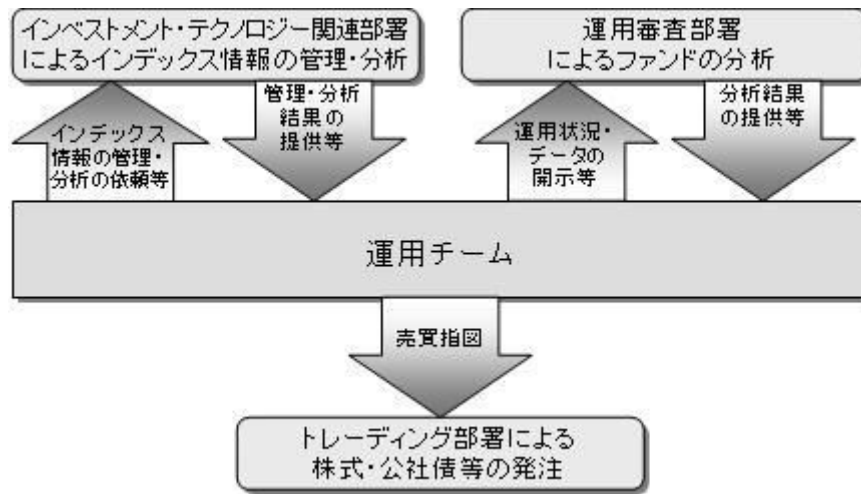 インベストメント・テクノロジー関連部署
によるインデックス情報の管理・分析
運用審査部署
によるファンドの分析
インデックス
情報の管理・
分析の依頼等
管理・分析
結果の
提供等
運用状況・
データの
開示等
分析結果
の提供等
運用チーム
売買指図
トレーディング部署による
株式・公社債等の発注